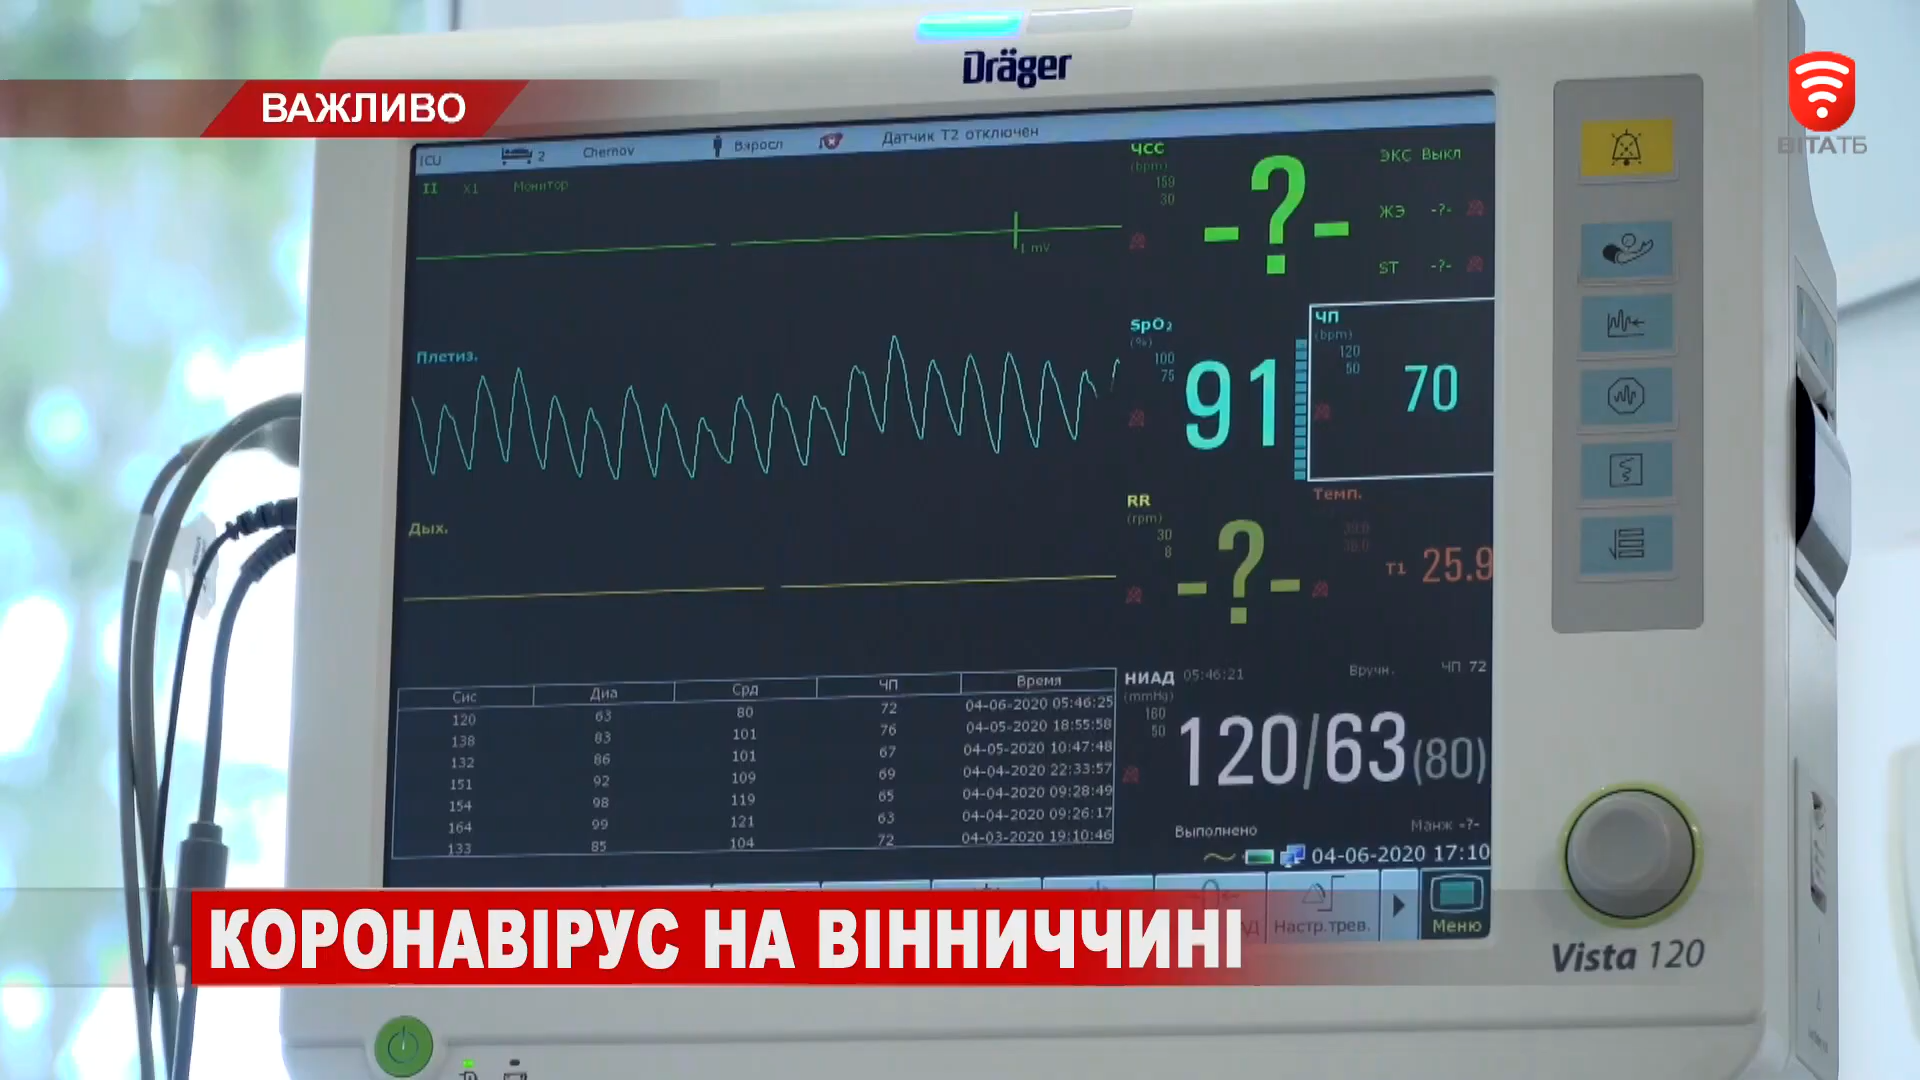 Dräger
ВАЖЛИВО
ВІТАТБ
ICU 2 Chernov Взросл Датчик T2 отключен
II X1 Монитор
1 mV
ЧСС
(bpm)
159
30
-?-
ЭКС Выкл
ЖЭ -?-
ST -?-
Плетиз.
SpO₂
(%)
100
75
91
ЧП
(bpm)
120
50
70
Дых.
RR
(rpm)
30
8
-?-
Темп.
39.0
36.0
T1 25.9
Сис Диа Срд ЧП Время
120 63 80 72 04-06-2020 05:46:25
138 83 101 76 04-05-2020 18:55:58
132 86 101 67 04-05-2020 10:47:48
151 92 109 69 04-04-2020 22:33:57
154 98 119 65 04-04-2020 09:28:49
164 99 121 63 04-04-2020 09:26:17
133 85 104 72 04-03-2020 19:10:46
НИАД 05:46:21 Вручн. ЧП 72
(mmHg)
160
50
120/63(80)
Выполнено Манж -?-
04-06-2020 17:10
Настр.трев. Меню
КОРОНАВІРУС НА ВІННИЧЧИНІ
Vista 120